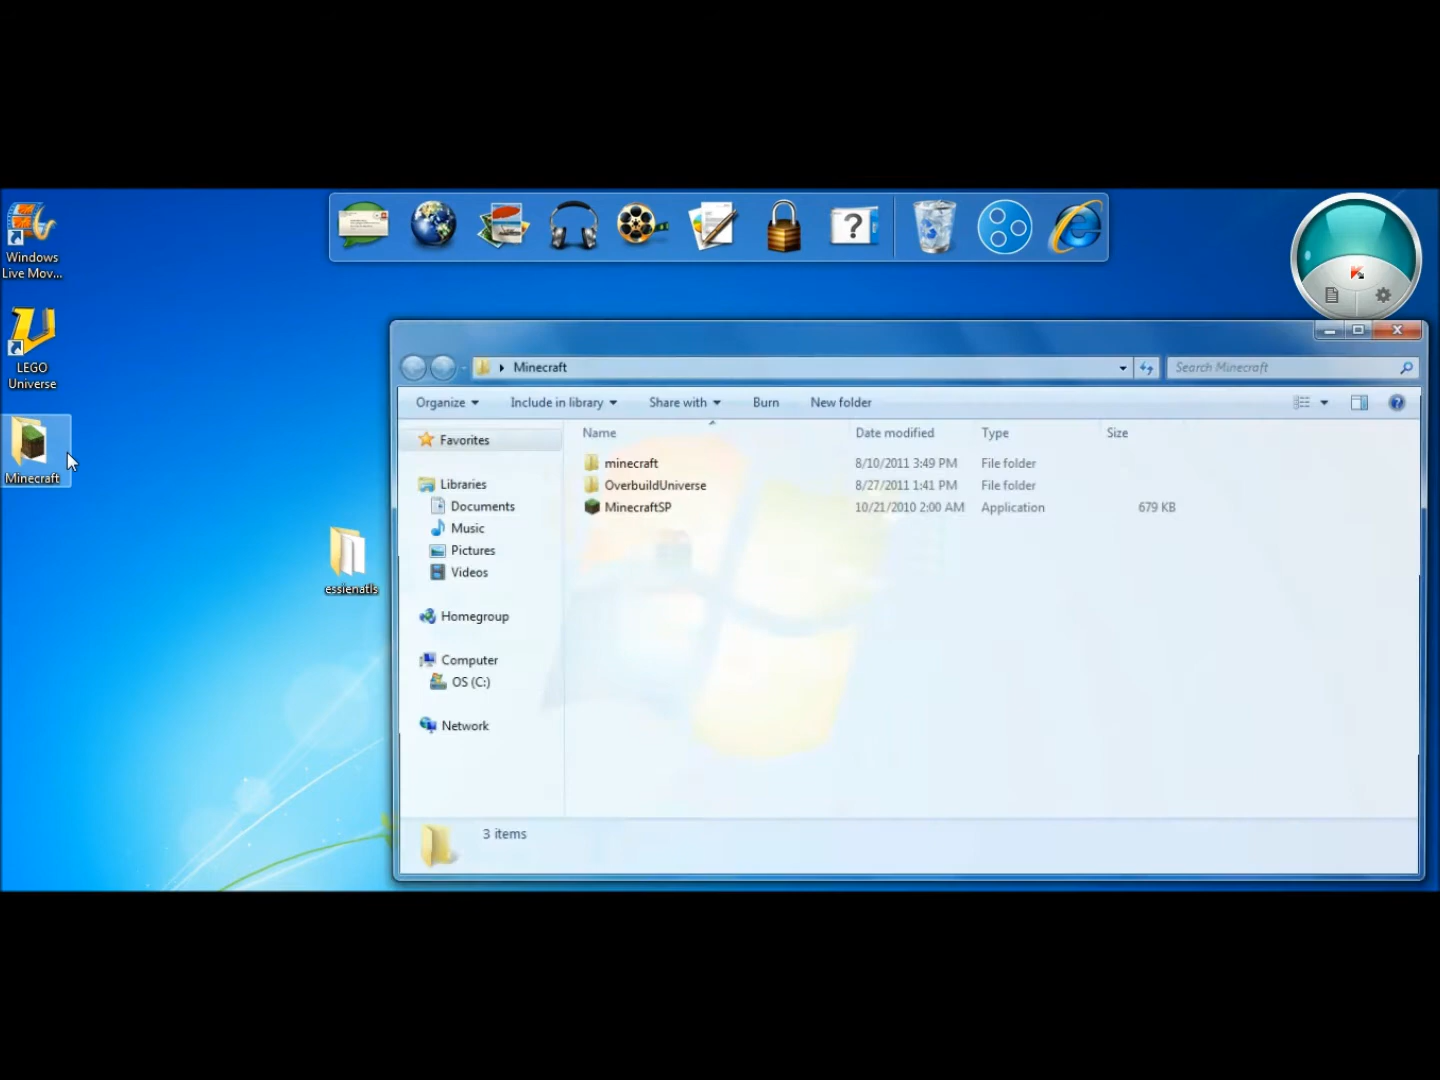 Windows
Live Mov...
LEGO
Universe
Minecraft
essienatls
Minecraft
Search Minecraft
Organize
Include in library
Share with
Burn
New folder
Favorites
Libraries
Documents
Music
Pictures
Videos
Homegroup
Computer
OS (C:)
Network
Name Date modified Type Size
minecraft 8/10/2011 3:49 PM File folder
OverbuildUniverse 8/27/2011 1:41 PM File folder
MinecraftSP 10/21/2010 2:00 AM Application 679 KB
3 items